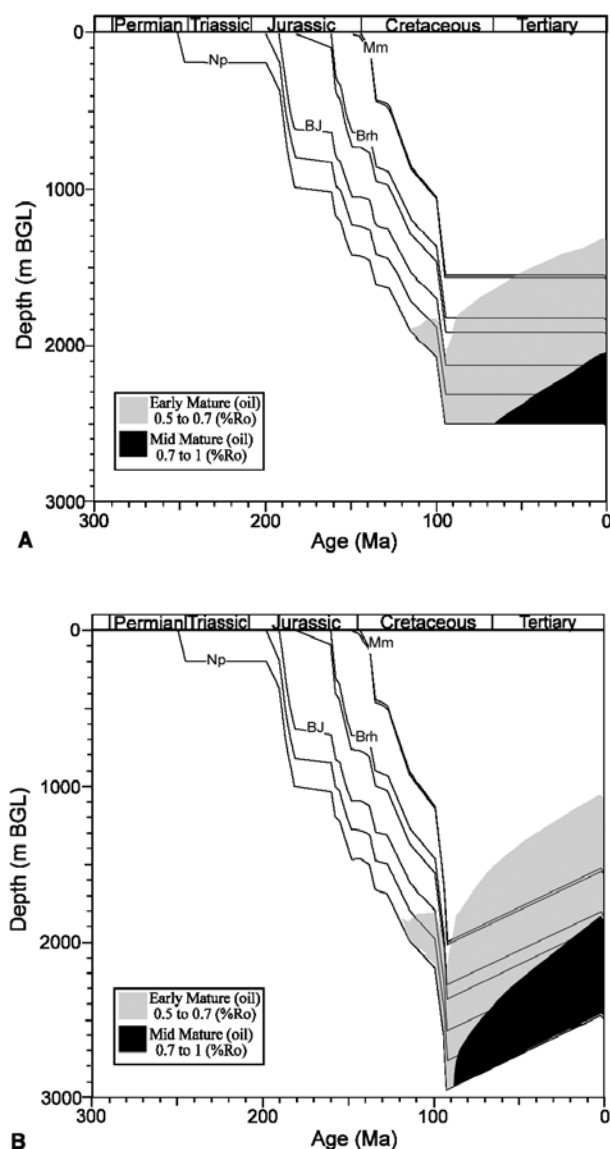 Permian Triassic Jurassic Cretaceous Tertiary
0
Np
Mm
BJ
Brh
1000
2000
3000
Depth (m BGL)
Early Mature (oil)
0.5 to 0.7 (%Ro)
Mid Mature (oil)
0.7 to 1 (%Ro)
300 200 100 0
A
Age (Ma)
Permian Triassic Jurassic Cretaceous Tertiary
0
Mm
Np
BJ
Brh
1000
2000
3000
Depth (m BGL)
Early Mature (oil)
0.5 to 0.7 (%Ro)
Mid Mature (oil)
0.7 to 1 (%Ro)
300 200 100 0
B
Age (Ma)